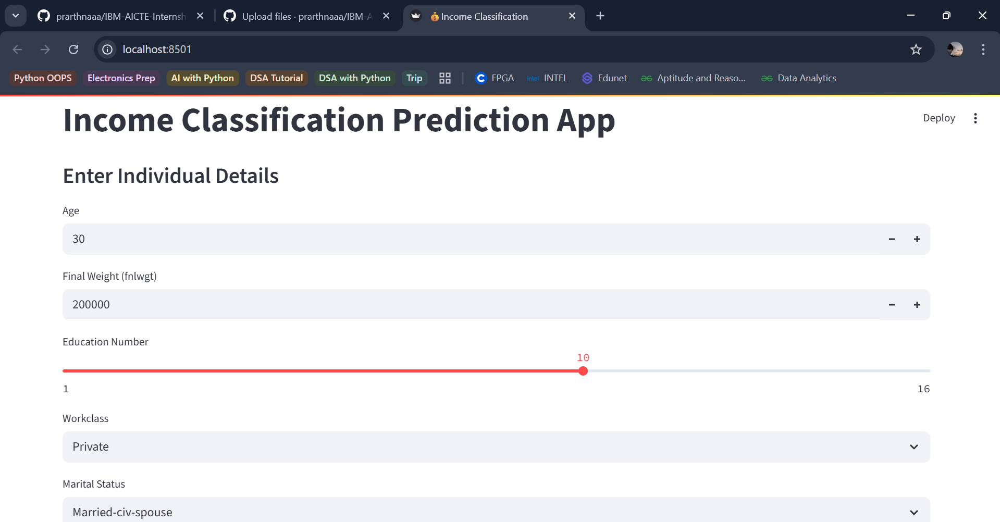 prarthnaaa/IBM-AICTE-Internsh
Upload files · prarthnaaa/IBM-A
💰Income Classification
localhost:8501
Python OOPS
Electronics Prep
AI with Python
DSA Tutorial
DSA with Python
Trip
FPGA
intel INTEL
Edunet
Aptitude and Reaso...
Data Analytics
Income Classification Prediction App
Deploy
Enter Individual Details
Age
30
Final Weight (fnlwgt)
200000
Education Number
10
1
16
Workclass
Private
Marital Status
Married-civ-spouse